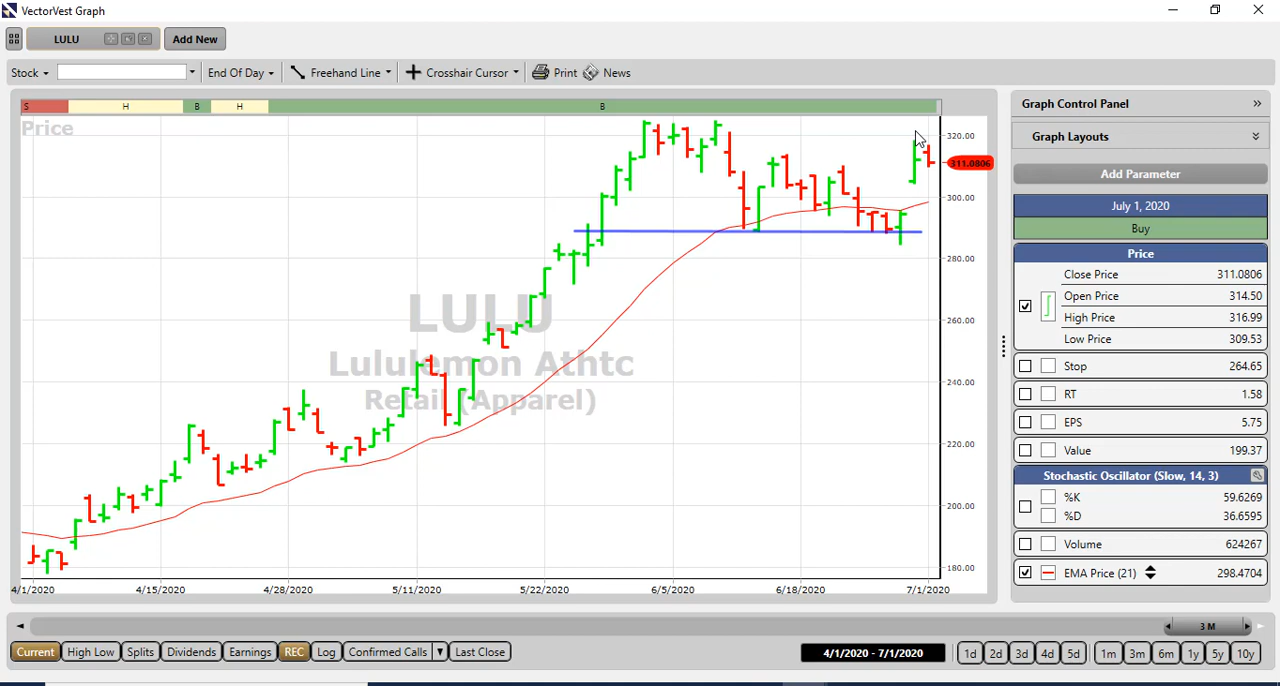 VectorVest Graph
LULU Add New
Stock End Of Day Freehand Line Crosshair Cursor Print News
S H B H B
Price
LULU
Lululemon Athtc
Retail (Apparel)
320.00
311.0806
300.00
280.00
260.00
240.00
220.00
200.00
180.00
4/1/2020 4/15/2020 4/28/2020 5/11/2020 5/22/2020 6/5/2020 6/18/2020 7/1/2020
Graph Control Panel
Graph Layouts
Add Parameter
July 1, 2020
Buy
Price
Close Price 311.0806
Open Price 314.50
High Price 316.99
Low Price 309.53
Stop 264.65
RT 1.58
EPS 5.75
Value 199.37
Stochastic Oscillator (Slow, 14, 3)
%K 59.6269
%D 36.6595
Volume 624267
EMA Price (21) 298.4704
3 M
Current High Low Splits Dividends Earnings REC Log Confirmed Calls Last Close 4/1/2020 - 7/1/2020 1d 2d 3d 4d 5d 1m 3m 6m 1y 5y 10y